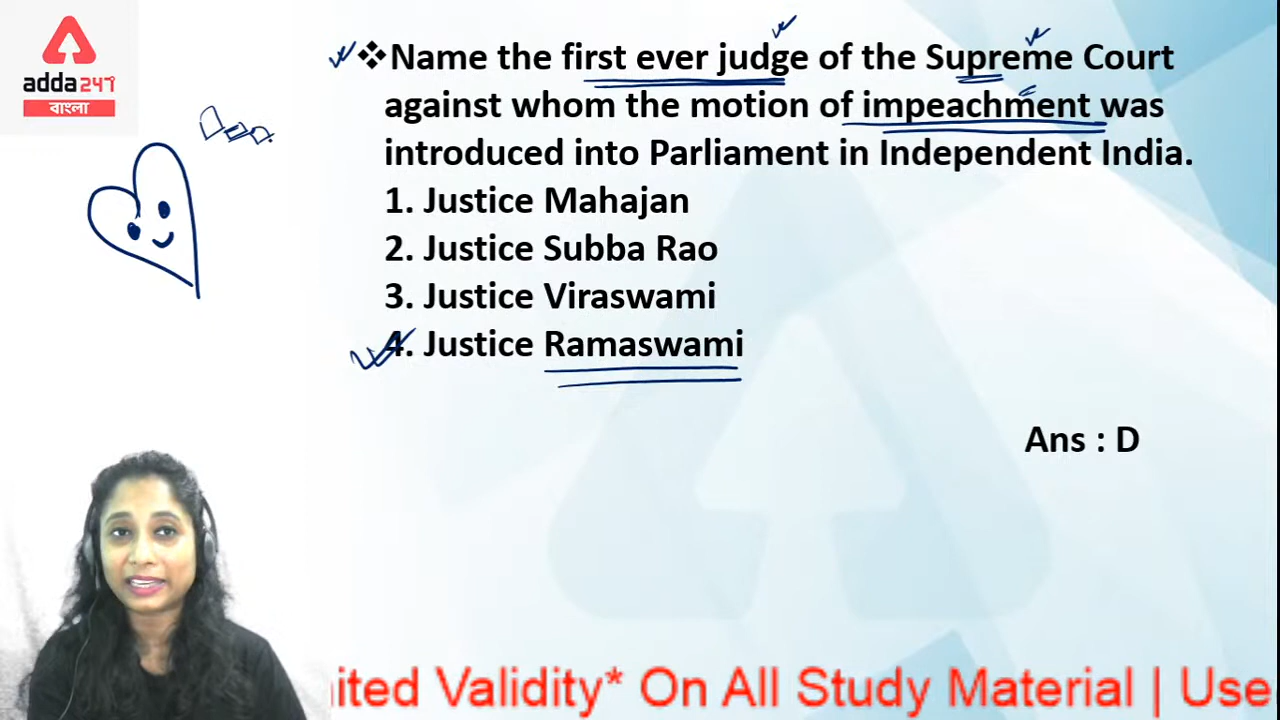 adda247
বাংলা
❖Name the first ever judge of the Supreme Court
against whom the motion of impeachment was
introduced into Parliament in Independent India.
1. Justice Mahajan
2. Justice Subba Rao
3. Justice Viraswami
4. Justice Ramaswami
Ans : D
ited Validity* On All Study Material | Use